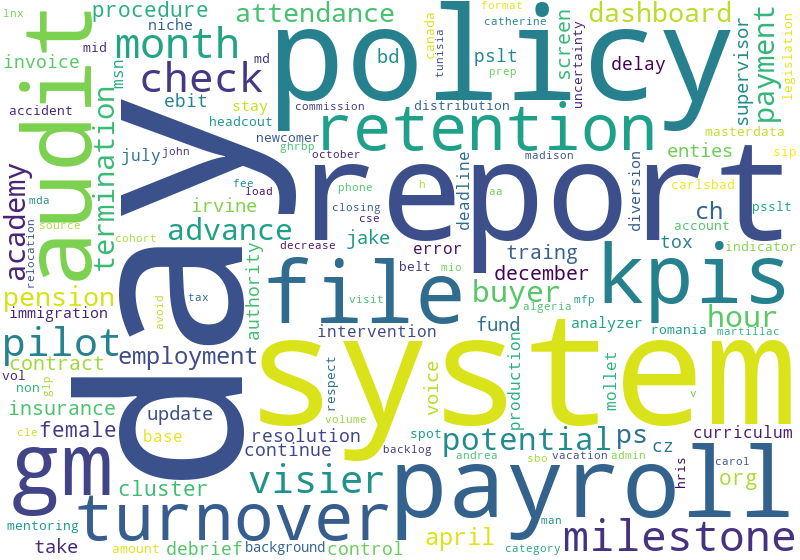 lnx
mid
procedure
niche
attendance
catherine
format
dashboard
invoice
msn
month
md
ebit
check
stay
policy
bd
pslt
prep
canada
tunisia
screen
uncertainty
delay
supervisor
payment
legislation
accident
audit
termination
headcout
commission
distribution
newcomer
retention
masterdata
july
john
ghrbp
october
madison
enties
sip
academy
mda
relocation
source
cohort
day
irvine
fee
load
phone
h
report
deadline
aa
diversion
carlsbad
ch
account
psslt
advance
closing
cse
jake
decrease
error
traing
tox
indicator
pension
tax
avoid
authority
file
belt
mio
december
buyer
kpis
immigration
visit
algeria
mfp
hour
pilot
employment
intervention
fund
analyzer
romania
martillac
contract
vol
non
glp
insurance
update
respect
volume
system
voice
production
mollet
v
cle
female
base
resolution
continue
spot
backlog
potential
ps
cz
curriculum
gm
cluster
visier
andrea
sbo
vacation
admin
hris
carol
org
mentoring
turnover
payroll
man
take
amount
debrief
background
control
april
category
milestone